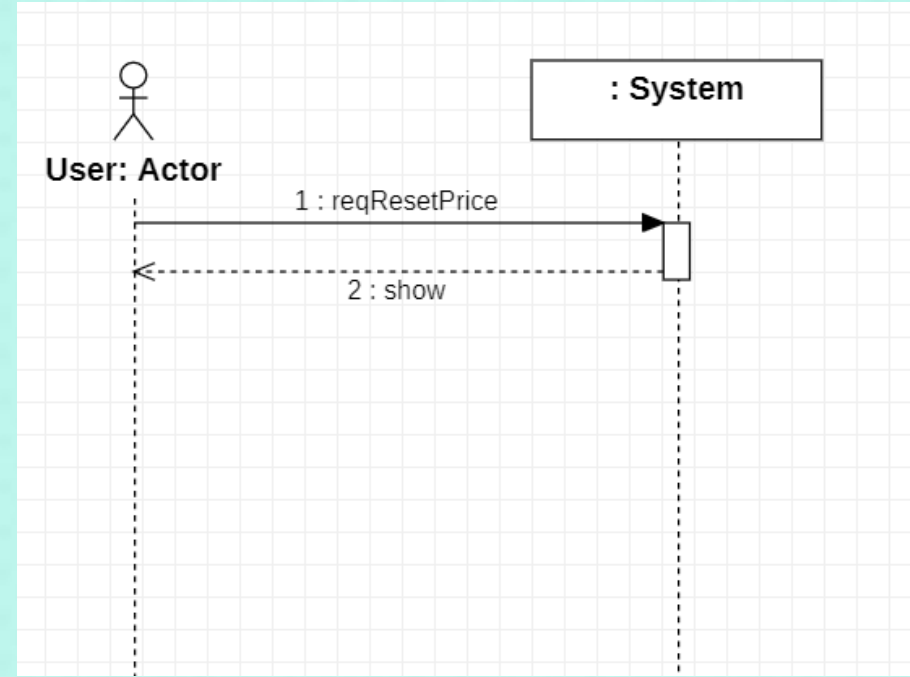 : System
User: Actor
1 : reqResetPrice
2 : show